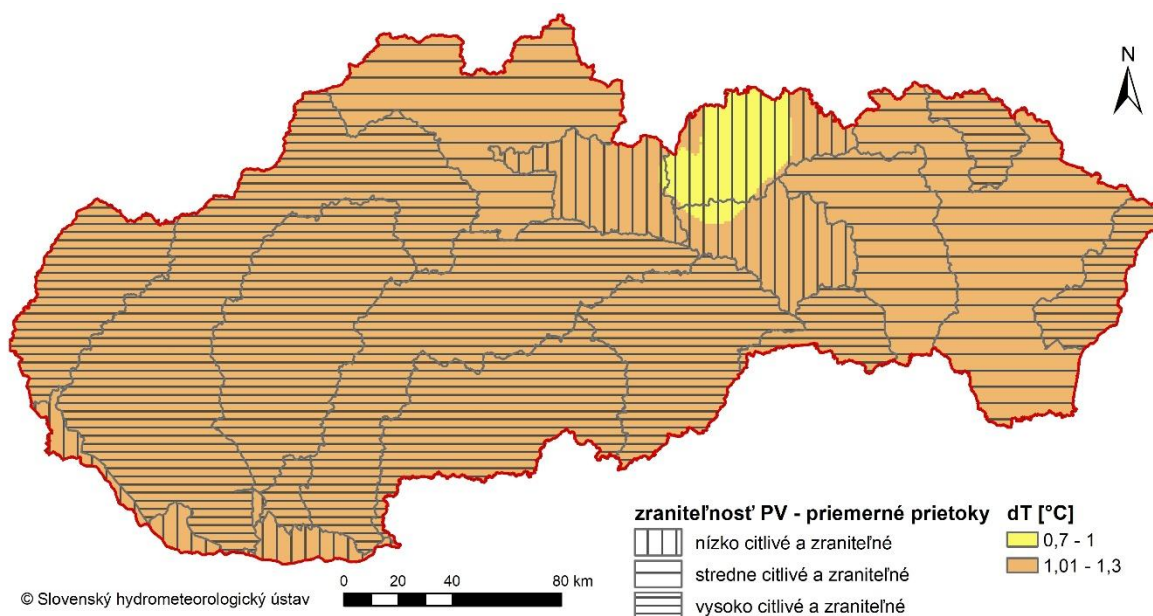 N
zraniteľnosť PV - priemerné prietoky
nízko citlivé a zraniteľné
stredne citlivé a zraniteľné
vysoko citlivé a zraniteľné
dT [°C]
0,7 - 1
1,01 - 1,3
0 20 40 80 km
© Slovenský hydrometeorologický ústav